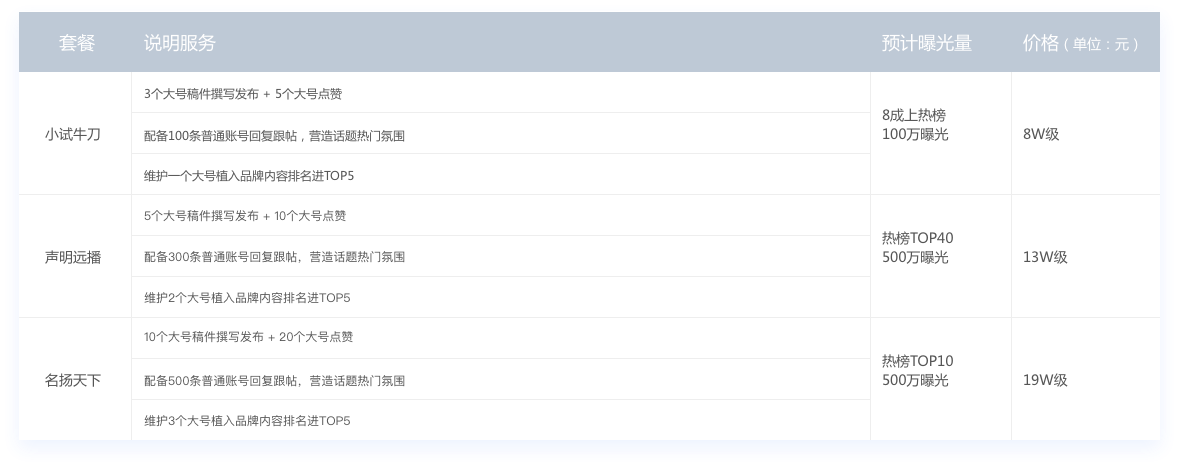 套餐
说明服务
预计曝光量
价格（单位：元）
小试牛刀
3个大号稿件撰写发布 + 5个大号点赞
配备100条普通账号回复跟帖，营造话题热门氛围
维护一个大号植入品牌内容排名进TOP5
8成上热榜
100万曝光
8W级
声明远播
5个大号稿件撰写发布 + 10个大号点赞
配备300条普通账号回复跟帖，营造话题热门氛围
维护2个大号植入品牌内容排名进TOP5
热榜TOP40
500万曝光
13W级
名扬天下
10个大号稿件撰写发布 + 20个大号点赞
配备500条普通账号回复跟帖，营造话题热门氛围
维护3个大号植入品牌内容排名进TOP5
热榜TOP10
500万曝光
19W级